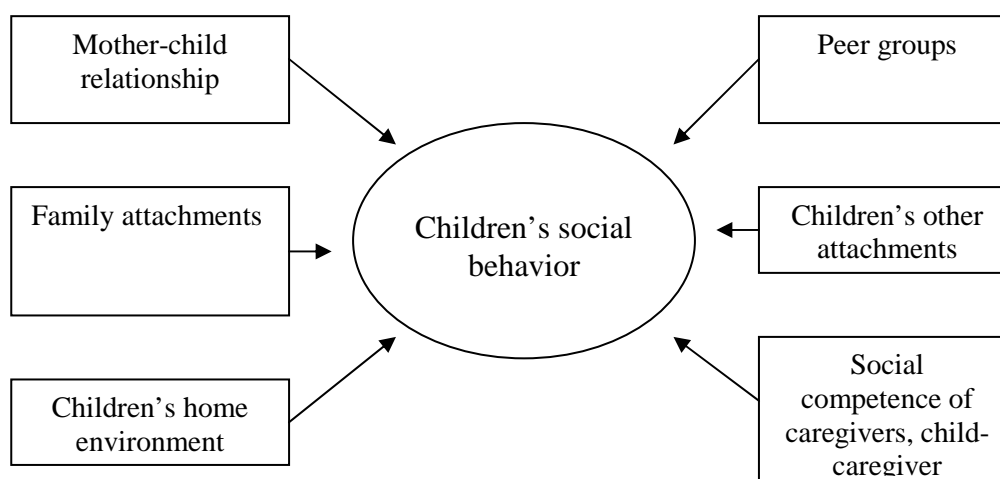 Mother-child
relationship
Peer groups
Family attachments
Children’s social
behavior
Children’s other
attachments
Children’s home
environment
Social
competence of
caregivers, child-
caregiver